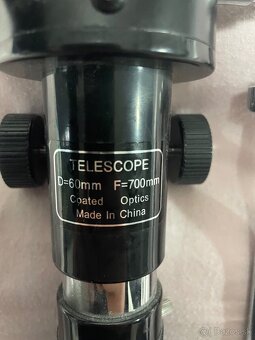 TELESCOPE
D=60mm F=700mm
Coated Optics
Made In China